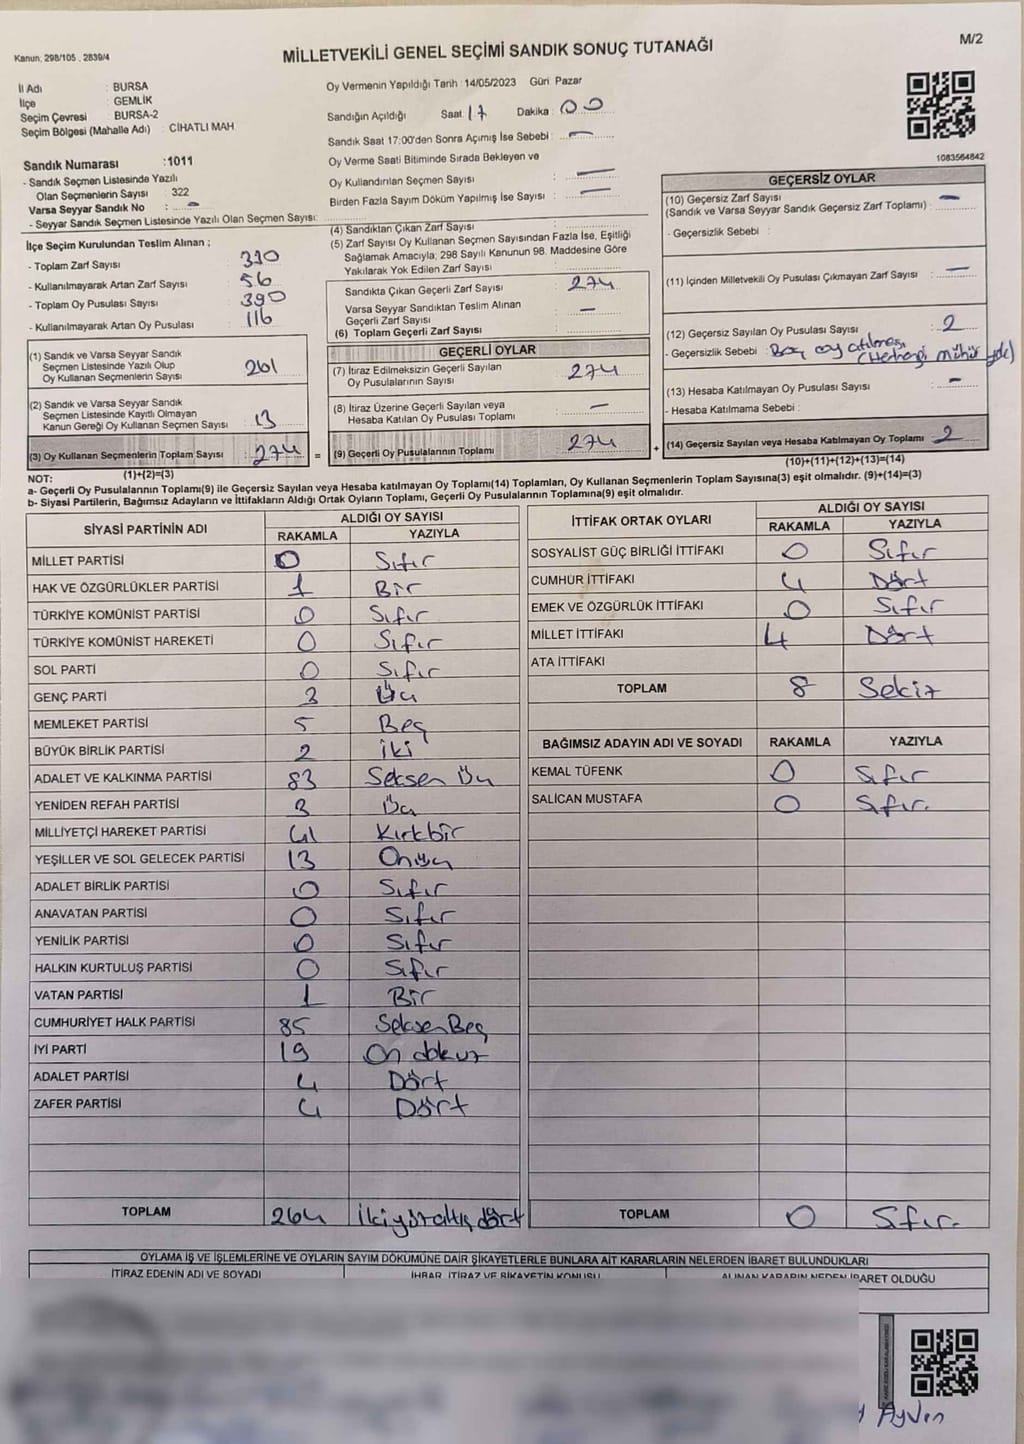 Kanun, 298/105 , 2839/4
MİLLETVEKİLİ GENEL SEÇİMİ SANDIK SONUÇ TUTANAĞI
M/2
İl Adı : BURSA
İlçe : GEMLİK
Seçim Çevresi : BURSA-2
Seçim Bölgesi (Mahalle Adı) : CİHATLI MAH
Sandık Numarası :1011
- Sandık Seçmen Listesinde Yazılı
Olan Seçmenlerin Sayısı : 322
Varsa Seyyar Sandık No : -
- Seyyar Sandık Seçmen Listesinde Yazılı Olan Seçmen Sayısı:
Oy Vermenin Yapıldığı Tarih :14/05/2023 Günü Pazar
Sandığın Açıldığı Saat 17 Dakika : 00
Sandık Saat 17:00'den Sonra Açımış İse Sebebi : -
Oy Verme Saati Bitiminde Sırada Bekleyen ve
Oy Kullandırılan Seçmen Sayısı : -
Birden Fazla Sayım Döküm Yapılmış İse Sayısı : -
1083564842
İlçe Seçim Kurulundan Teslim Alınan ;
- Toplam Zarf Sayısı : 330
- Kullanılmayarak Artan Zarf Sayısı : 56
- Toplam Oy Pusulası Sayısı : 390
- Kullanılmayarak Artan Oy Pusulası : 116
(1) Sandık ve Varsa Seyyar Sandık
Seçmen Listesinde Yazılı Olup
Oy Kullanan Seçmenlerin Sayısı : 261
(2) Sandık ve Varsa Seyyar Sandık
Seçmen Listesinde Kayıtlı Olmayan
Kanun Gereği Oy Kullanan Seçmen Sayısı : 13
(3) Oy Kullanan Seçmenlerin Toplam Sayısı : 274 =
(1)+(2)=(3)
(4) Sandıktan Çıkan Zarf Sayısı :
(5) Zarf Sayısı Oy Kullanan Seçmen Sayısından Fazla İse, Eşitliği
Sağlamak Amacıyla, 298 Sayılı Kanunun 98. Maddesine Göre
Yakılarak Yok Edilen Zarf Sayısı :
Sandıkta Çıkan Geçerli Zarf Sayısı : 274
Varsa Seyyar Sandıktan Teslim Alınan
Geçerli Zarf Sayısı : -
(6) Toplam Geçerli Zarf Sayısı :
GEÇERLİ OYLAR
(7) İtiraz Edilmeksizin Geçerli Sayılan
Oy Pusulalarının Sayısı : 274
(8) İtiraz Üzerine Geçerli Sayılan veya
Hesaba Katılan Oy Pusulası Toplamı : -
(9) Geçerli Oy Pusulalarının Toplamı : 274 +
GEÇERSİZ OYLAR
(10) Geçersiz Zarf Sayısı
(Sandık ve Varsa Seyyar Sandık Geçersiz Zarf Toplamı) : -
- Geçersizlik Sebebi :
(11) İçinden Milletvekili Oy Pusulası Çıkmayan Zarf Sayısı : -
(12) Geçersiz Sayılan Oy Pusulası Sayısı : 2
- Geçersizlik Sebebi : Boş oy atılması
(Herhangi mühür yok)
(13) Hesaba Katılmayan Oy Pusulası Sayısı : -
- Hesaba Katılmama Sebebi :
(14) Geçersiz Sayılan veya Hesaba Katılmayan Oy Toplamı : 2
(10)+(11)+(12)+(13)=(14)
NOT:
a- Geçerli Oy Pusulalarının Toplamı(9) ile Geçersiz Sayılan veya Hesaba katılmayan Oy Toplamı(14) Toplamları, Oy Kullanan Seçmenlerin Toplam Sayısına(3) eşit olmalıdır. (9)+(14)=(3)
b- Siyasi Partilerin, Bağımsız Adayların ve İttifakların Aldığı Ortak Oyların Toplamı, Geçerli Oy Pusulalarının Toplamına(9) eşit olmalıdır.
SİYASİ PARTİNİN ADI ALDIĞI OY SAYISI
RAKAMLA YAZIYLA
MİLLET PARTİSİ 0 Sıfır
HAK VE ÖZGÜRLÜKLER PARTİSİ 1 Bir
TÜRKİYE KOMÜNİST PARTİSİ 0 Sıfır
TÜRKİYE KOMÜNİST HAREKETİ 0 Sıfır
SOL PARTİ 0 Sıfır
GENÇ PARTİ 3 Üç
MEMLEKET PARTİSİ 5 Beş
BÜYÜK BİRLİK PARTİSİ 2 İki
ADALET VE KALKINMA PARTİSİ 83 Seksen Üç
YENİDEN REFAH PARTİSİ 3 Üç
MİLLİYETÇİ HAREKET PARTİSİ 41 Kırkbir
YEŞİLLER VE SOL GELECEK PARTİSİ 13 Onüç
ADALET BİRLİK PARTİSİ 0 Sıfır
ANAVATAN PARTİSİ 0 Sıfır
YENİLİK PARTİSİ 0 Sıfır
HALKIN KURTULUŞ PARTİSİ 0 Sıfır
VATAN PARTİSİ 1 Bir
CUMHURİYET HALK PARTİSİ 85 Seksen Beş
İYİ PARTİ 19 On dokuz
ADALET PARTİSİ 4 Dört
ZAFER PARTİSİ 4 Dört
TOPLAM 264 İkiyüzaltış dört
İTTİFAK ORTAK OYLARI ALDIĞI OY SAYISI
RAKAMLA YAZIYLA
SOSYALİST GÜÇ BİRLİĞİ İTTİFAKI 0 Sıfır
CUMHUR İTTİFAKI 4 Dört
EMEK VE ÖZGÜRLÜK İTTİFAKI 0 Sıfır
MİLLET İTTİFAKI 4 Dört
ATA İTTİFAKI
TOPLAM 8 Sekiz
BAĞIMSIZ ADAYIN ADI VE SOYADI RAKAMLA YAZIYLA
KEMAL TÜFENK 0 Sıfır
SALİCAN MUSTAFA 0 Sıfır.
TOPLAM 0 Sıfır.
OYLAMA İŞ VE İŞLEMLERİNE VE OYLARIN SAYIM DÖKÜMÜNE DAİR ŞİKAYETLERLE BUNLARA AİT KARARLARIN NELERDEN İBARET BULUNDUKLARI
İTİRAZ EDENİN ADI VE SOYADI İHBAR, İTİRAZ VE ŞİKAYETİN KONUSU ALINAN KARARIN NEDEN İBARET OLDUĞU
Aydın